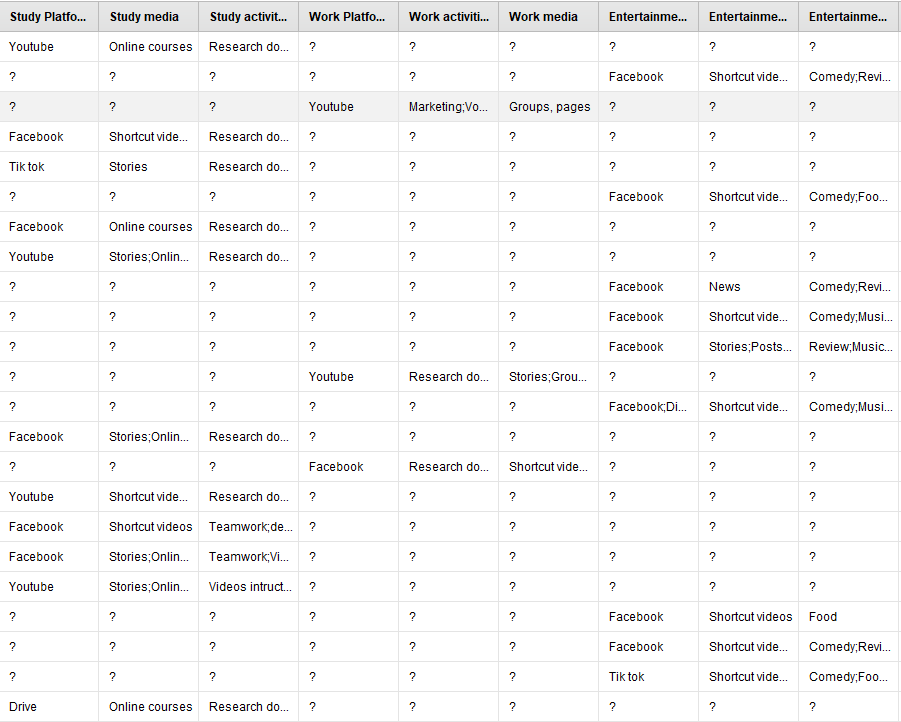 Study Platfo... Study media Study activit... Work Platfo... Work activiti... Work media Entertainme... Entertainme... Entertainme...
Youtube Online courses Research do... ? ? ? ? ? ?
? ? ? ? ? ? Facebook Shortcut vide... Comedy;Revi...
? ? ? Youtube Marketing;Vo... Groups, pages ? ? ?
Facebook Shortcut vide... Research do... ? ? ? ? ? ?
Tik tok Stories Research do... ? ? ? ? ? ?
? ? ? ? ? ? Facebook Shortcut vide... Comedy;Foo...
Facebook Online courses Research do... ? ? ? ? ? ?
Youtube Stories;Onlin... Research do... ? ? ? ? ? ?
? ? ? ? ? ? Facebook News Comedy;Revi...
? ? ? ? ? ? Facebook Shortcut vide... Comedy;Musi...
? ? ? ? ? ? Facebook Stories;Posts... Review;Music...
? ? ? Youtube Research do... Stories;Grou... ? ? ?
? ? ? ? ? ? Facebook;Di... Shortcut vide... Comedy;Musi...
Facebook Stories;Onlin... Research do... ? ? ? ? ? ?
? ? ? Facebook Research do... Shortcut vide... ? ? ?
Youtube Shortcut vide... Research do... ? ? ? ? ? ?
Facebook Shortcut videos Teamwork;de... ? ? ? ? ? ?
Facebook Stories;Onlin... Teamwork;Vi... ? ? ? ? ? ?
Youtube Stories;Onlin... Videos intruct... ? ? ? ? ? ?
? ? ? ? ? ? Facebook Shortcut videos Food
? ? ? ? ? ? Facebook Shortcut vide... Comedy;Revi...
? ? ? ? ? ? Tik tok Shortcut vide... Comedy;Foo...
Drive Online courses Research do... ? ? ? ? ? ?